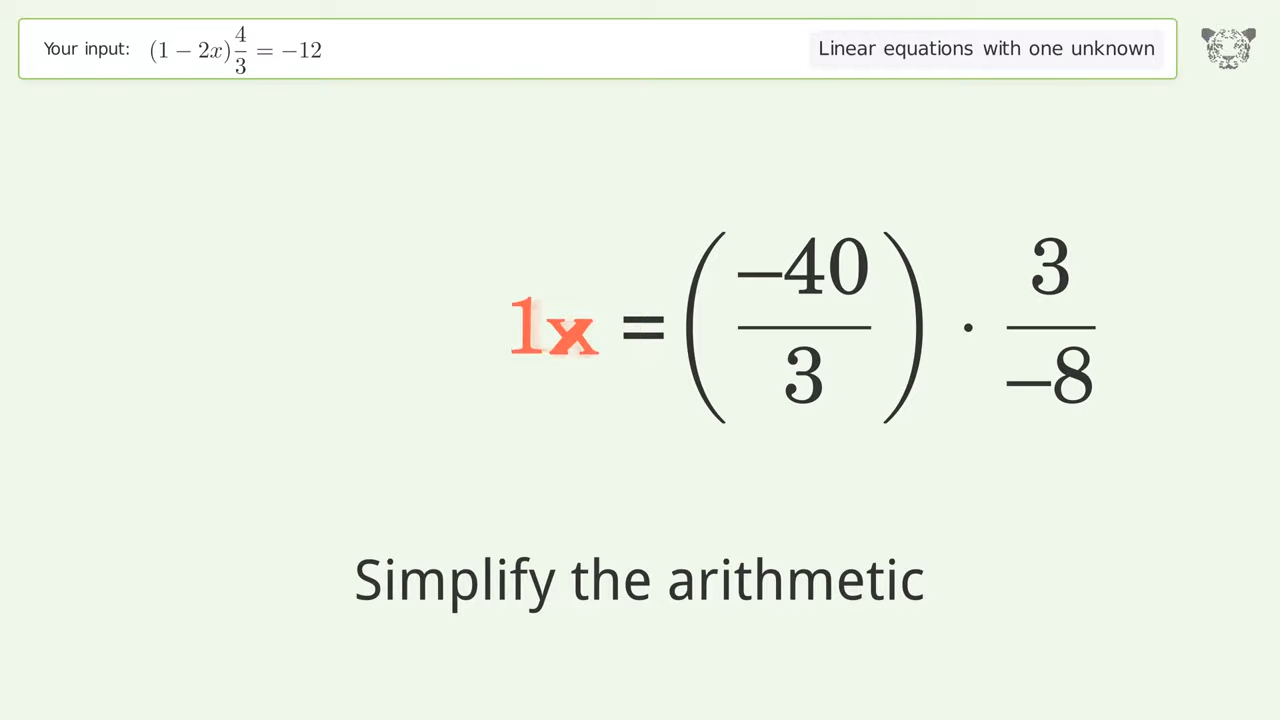 Your input: (1 − 2x)4/3 = −12
Linear equations with one unknown
1x = (−40/3) · 3/−8
Simplify the arithmetic